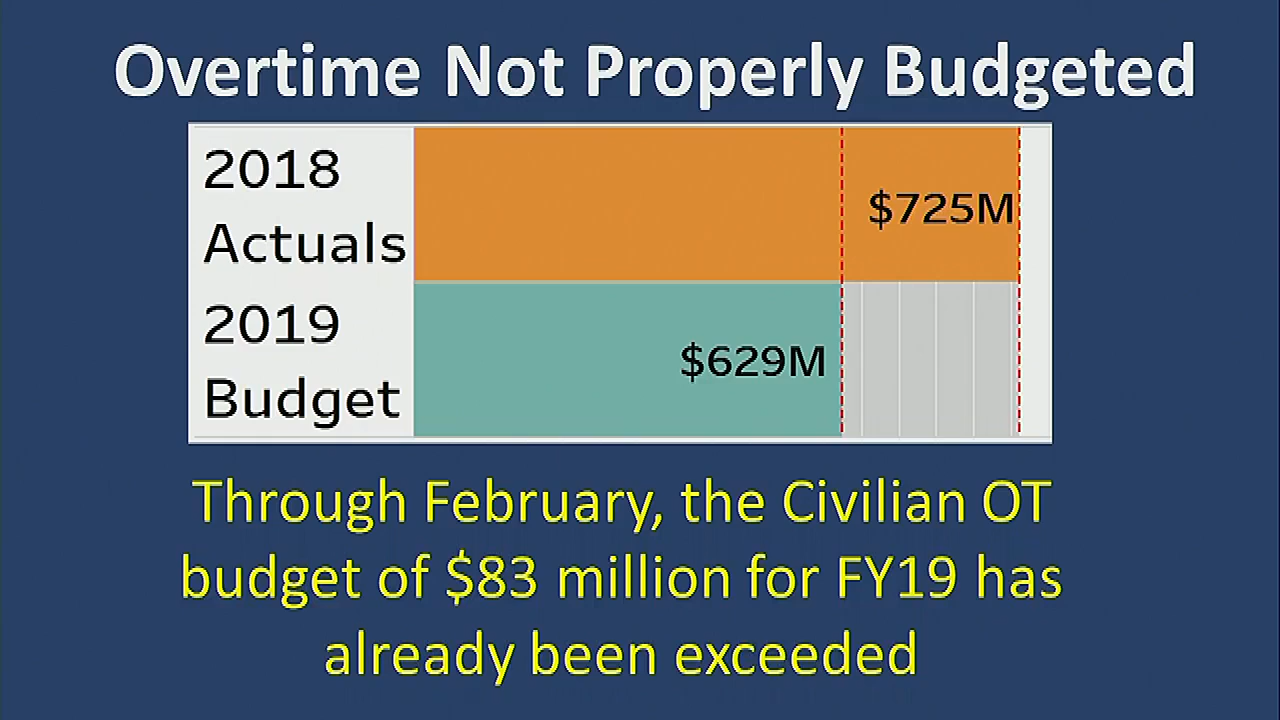 Overtime Not Properly Budgeted
2018
Actuals
$725M
2019
Budget
$629M
Through February, the Civilian OT
budget of $83 million for FY19 has
already been exceeded